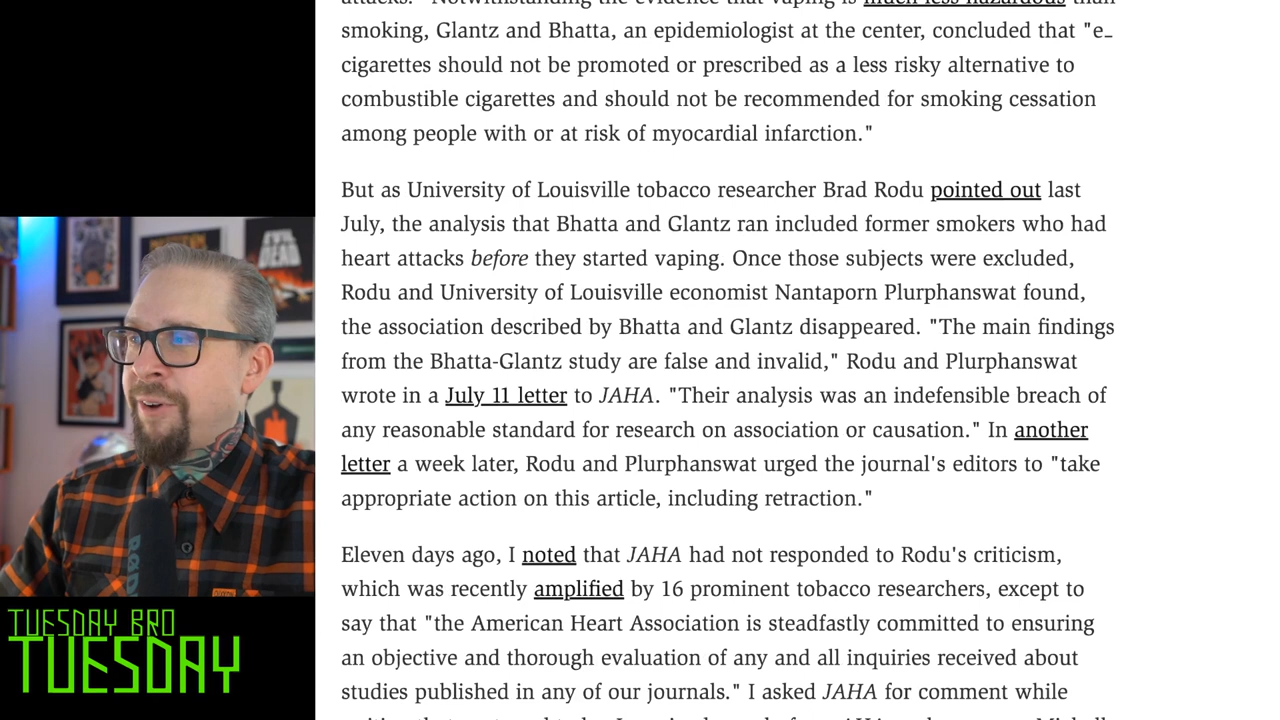 smoking, Glantz and Bhatta, an epidemiologist at the center, concluded that "e-
cigarettes should not be promoted or prescribed as a less risky alternative to
combustible cigarettes and should not be recommended for smoking cessation
among people with or at risk of myocardial infarction."
But as University of Louisville tobacco researcher Brad Rodu pointed out last
July, the analysis that Bhatta and Glantz ran included former smokers who had
heart attacks before they started vaping. Once those subjects were excluded,
Rodu and University of Louisville economist Nantaporn Plurphanswat found,
the association described by Bhatta and Glantz disappeared. "The main findings
from the Bhatta-Glantz study are false and invalid," Rodu and Plurphanswat
wrote in a July 11 letter to JAHA. "Their analysis was an indefensible breach of
any reasonable standard for research on association or causation." In another
letter a week later, Rodu and Plurphanswat urged the journal's editors to "take
appropriate action on this article, including retraction."
Eleven days ago, I noted that JAHA had not responded to Rodu's criticism,
which was recently amplified by 16 prominent tobacco researchers, except to
say that "the American Heart Association is steadfastly committed to ensuring
an objective and thorough evaluation of any and all inquiries received about
studies published in any of our journals." I asked JAHA for comment while
EVIL
DEAD
TUESDAY BRO
TUESDAY